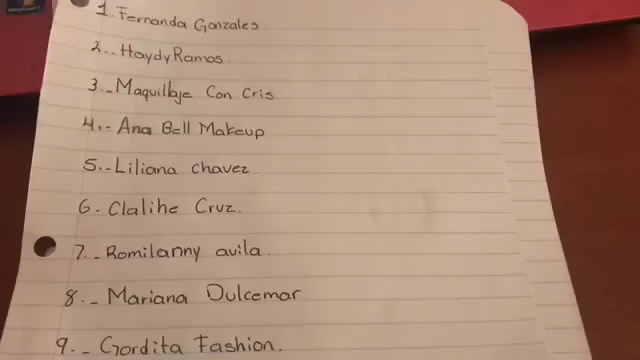 1. Fernanda Gonzales
2.. Haydy Ramos.
3._ Maquillaje Con Cris
4.- Ana Bell Makeup
5.- Liliana Chavez
6. Clalihe Cruz.
7._ Romilanny avila.
8._ Mariana Dulcemar
9._ Gordita Fashion.